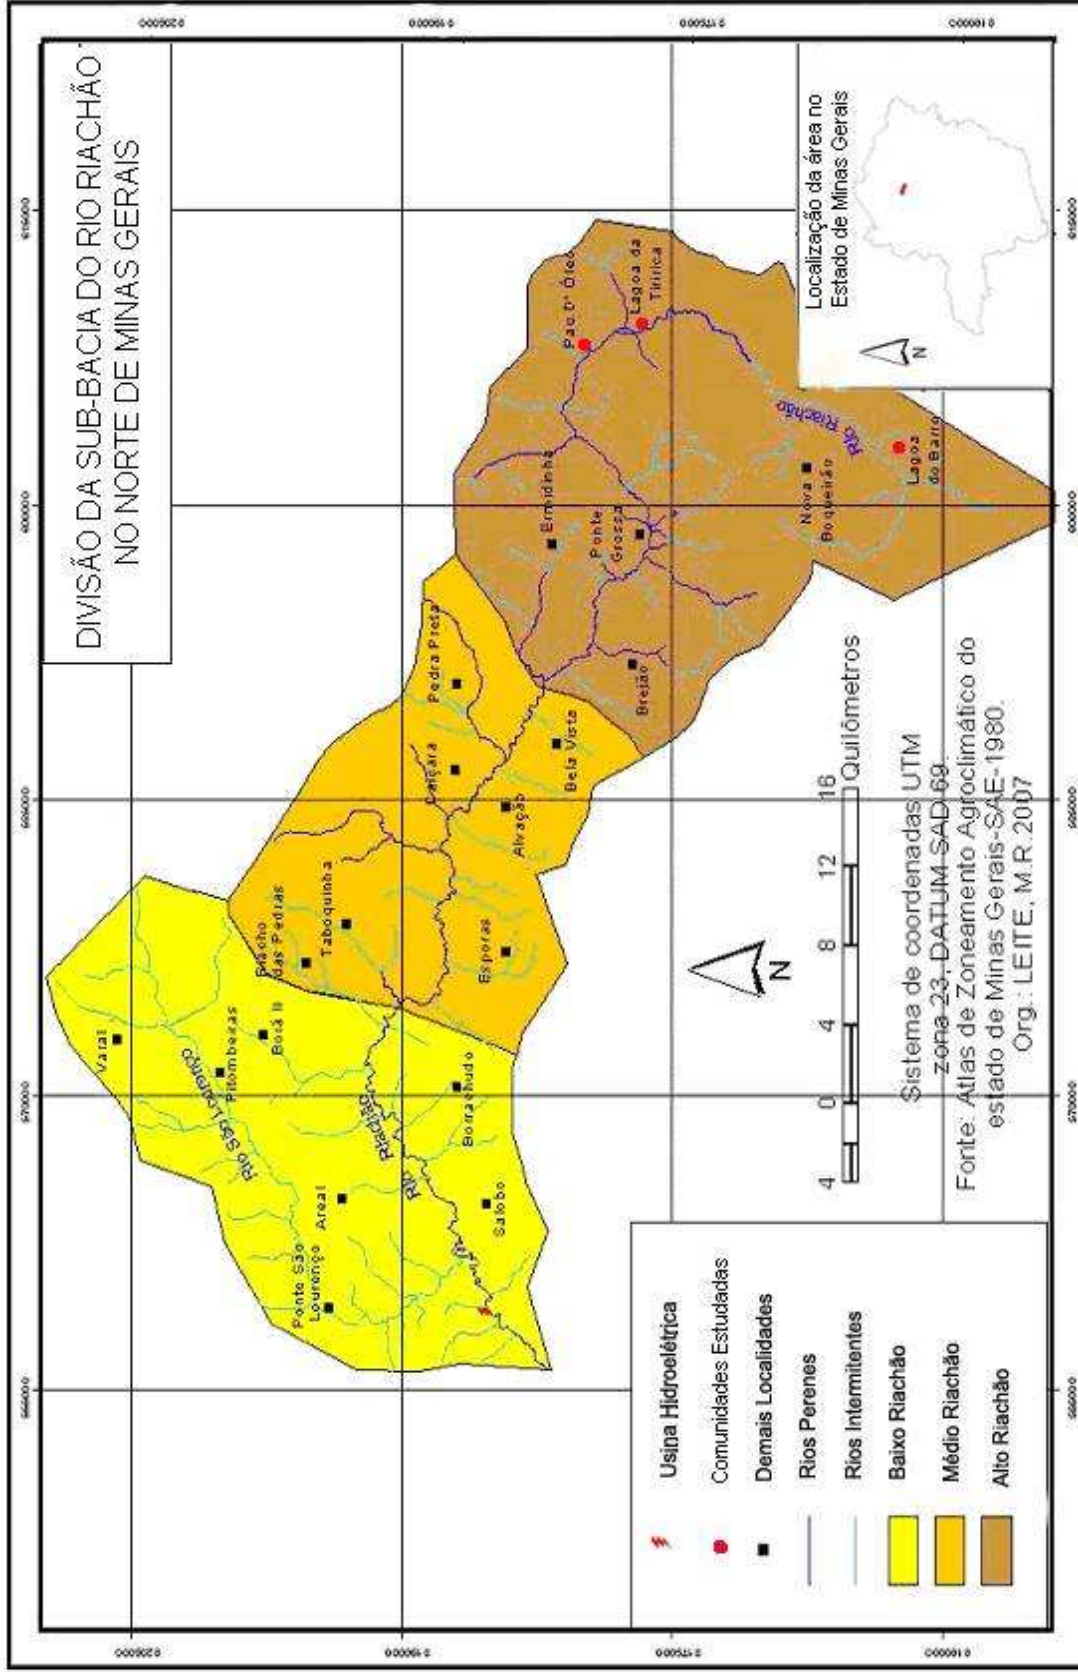 DIVISÃO DA SUB-BACIA DO RIO RIACHÃO
NO NORTE DE MINAS GERAIS
Varal
Rio São Lourenço
Pitombeiras
Boiá II
Riacho
das Pedras
Taboquinha
Ponte São
Lourenço
Areal
Rio Riachão
Borrachudo
Salobo
Esporas
Caiçara
Pedra Preta
Alvação
Bela Vista
Ermidinha
Ponte
Grossa
Brejão
Pau D' Óleo
Lagoa da
Tiririca
Rio Riachão
Nova
Boqueirão
Lagoa
do Barro
Localização da área no
Estado de Minas Gerais
N
N
4 0 4 8 12 16
Quilômetros
Sistema de coordenadas UTM
zona 23, DATUM SAD 69.
Fonte: Atlas de Zoneamento Agroclimático do
estado de Minas Gerais-SAE-1980.
Org.: LEITE, M.R.2007
Usina Hidroelétrica
Comunidades Estudadas
Demais Localidades
Rios Perenes
Rios Intermitentes
Baixo Riachão
Médio Riachão
Alto Riachão